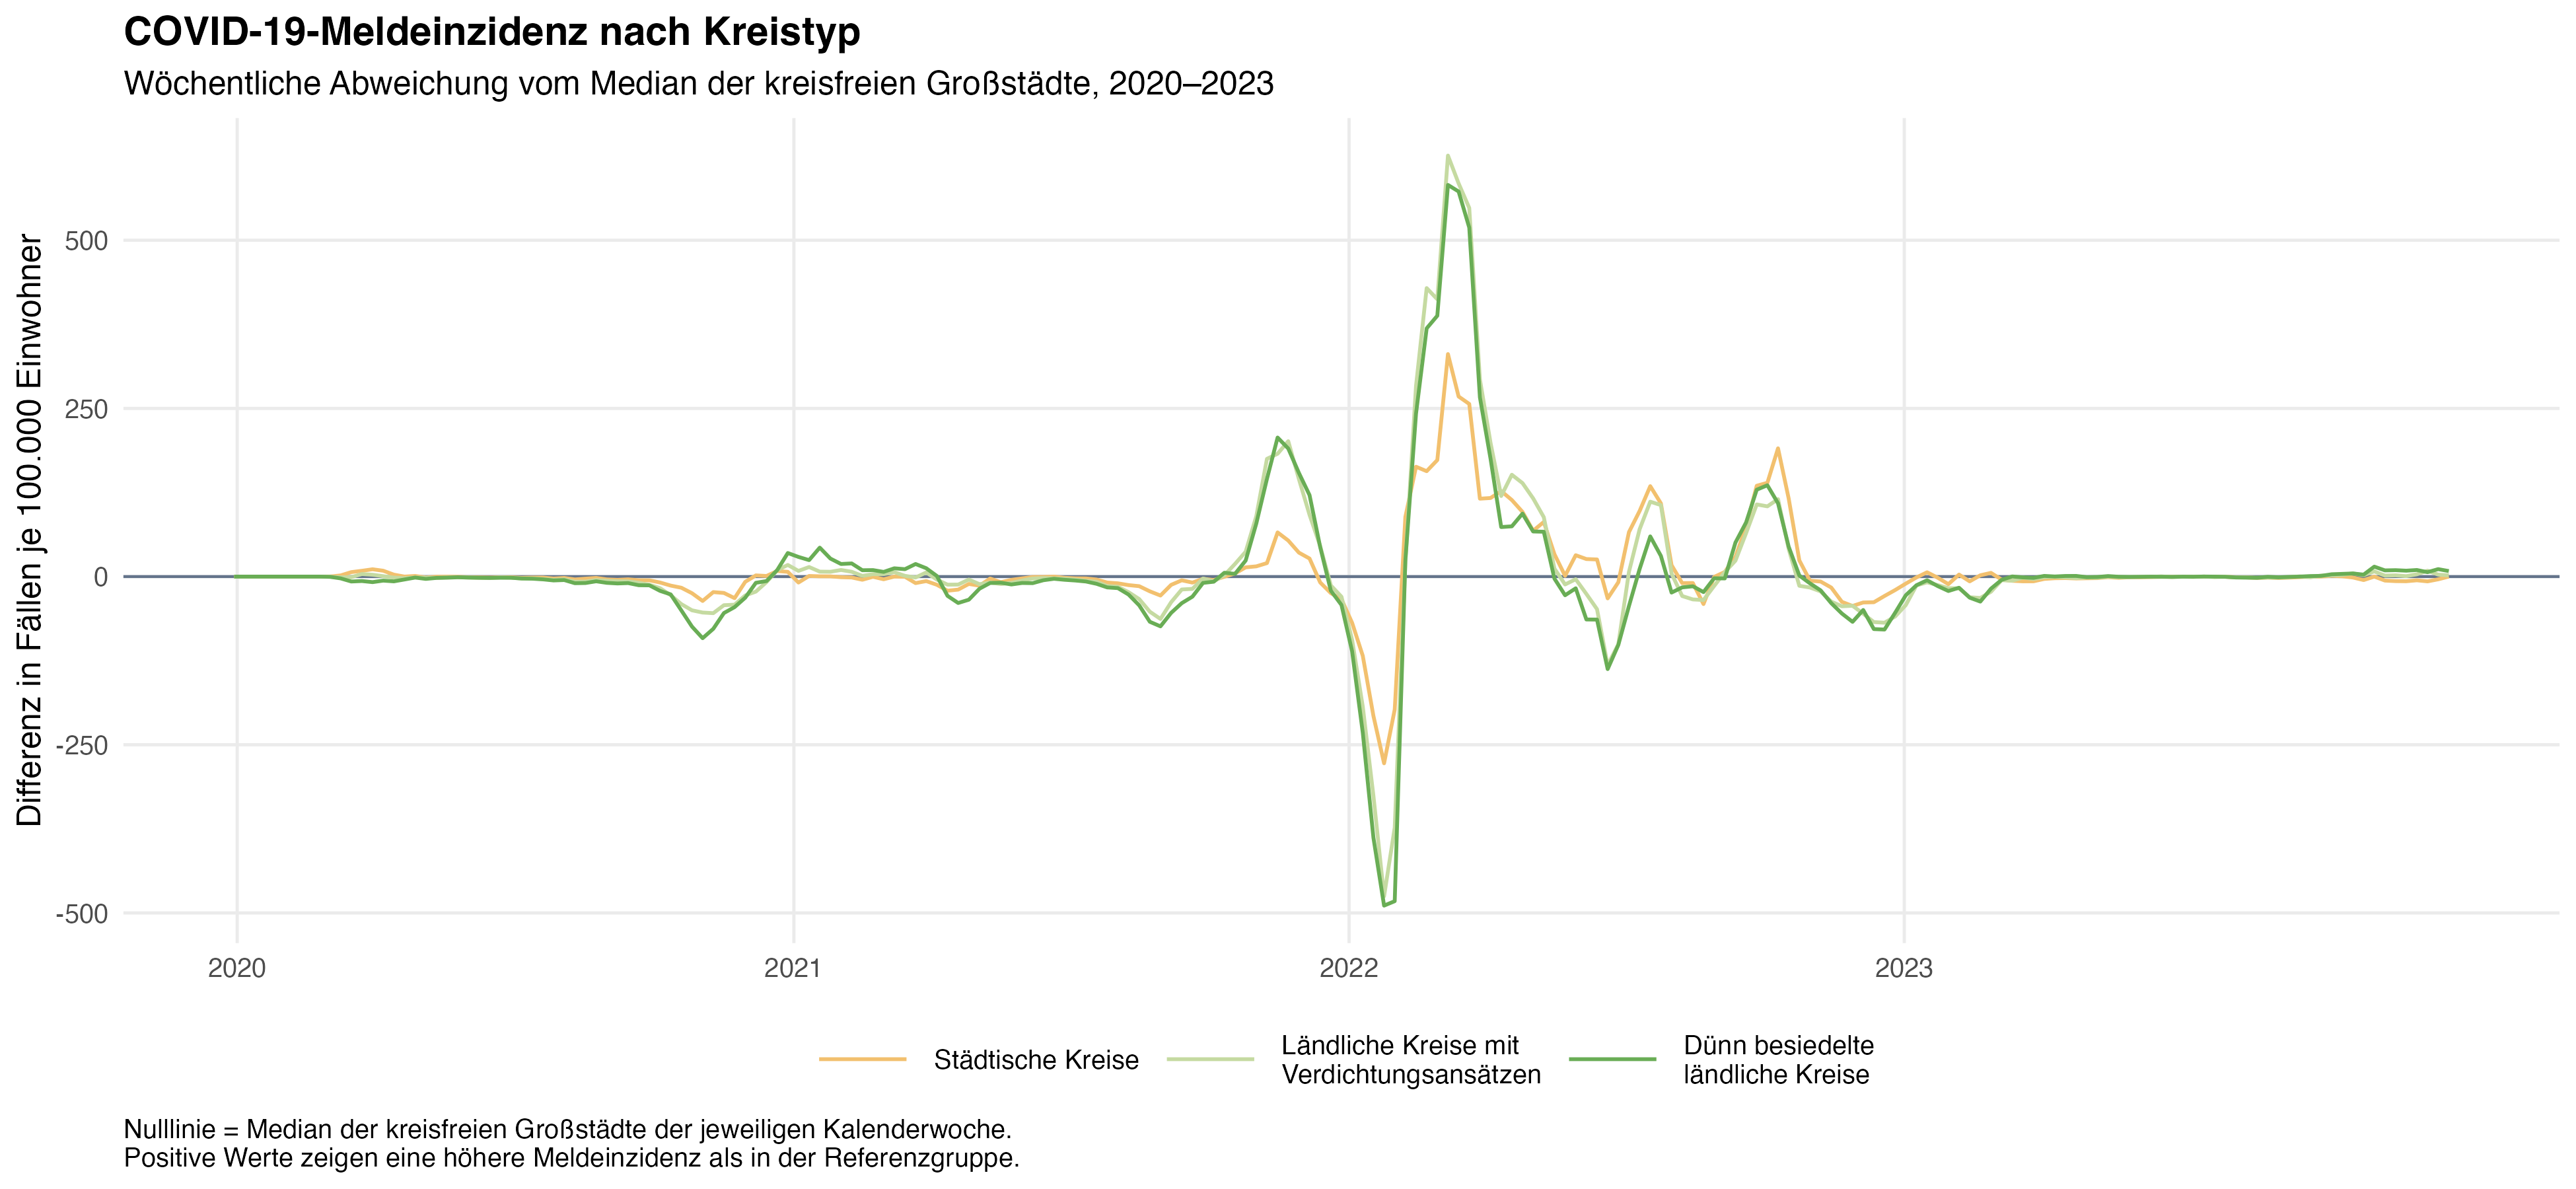 COVID-19-Meldeinzidenz nach Kreistyp
Wöchentliche Abweichung vom Median der kreisfreien Großstädte, 2020–2023
Differenz in Fällen je 100.000 Einwohner
500
250
0
-250
-500
2020
2021
2022
2023
Städtische Kreise
Ländliche Kreise mit
Verdichtungsansätzen
Dünn besiedelte
ländliche Kreise
Nulllinie = Median der kreisfreien Großstädte der jeweiligen Kalenderwoche.
Positive Werte zeigen eine höhere Meldeinzidenz als in der Referenzgruppe.